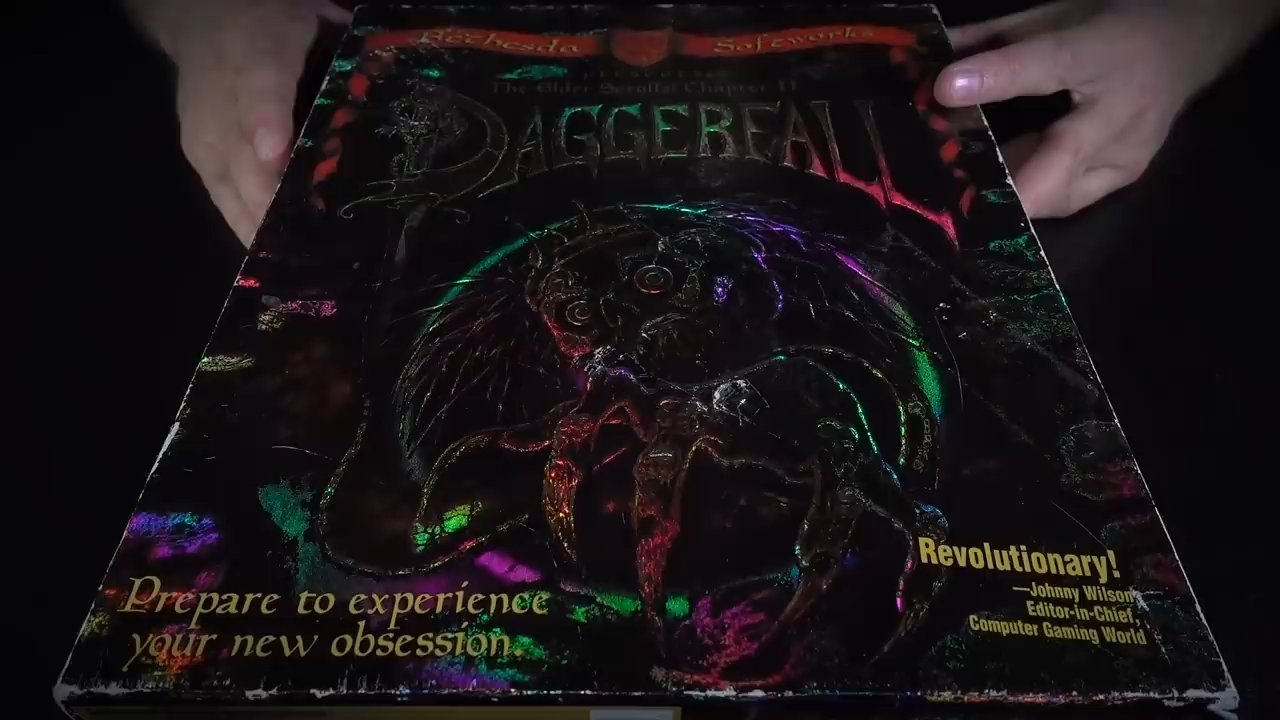 Bethesda Softworks
PRESENTS
The Elder Scrolls Chapter II
DAGGERFALL
Prepare to experience
your new obsession.
Revolutionary!
—Johnny Wilson,
Editor-in-Chief,
Computer Gaming World